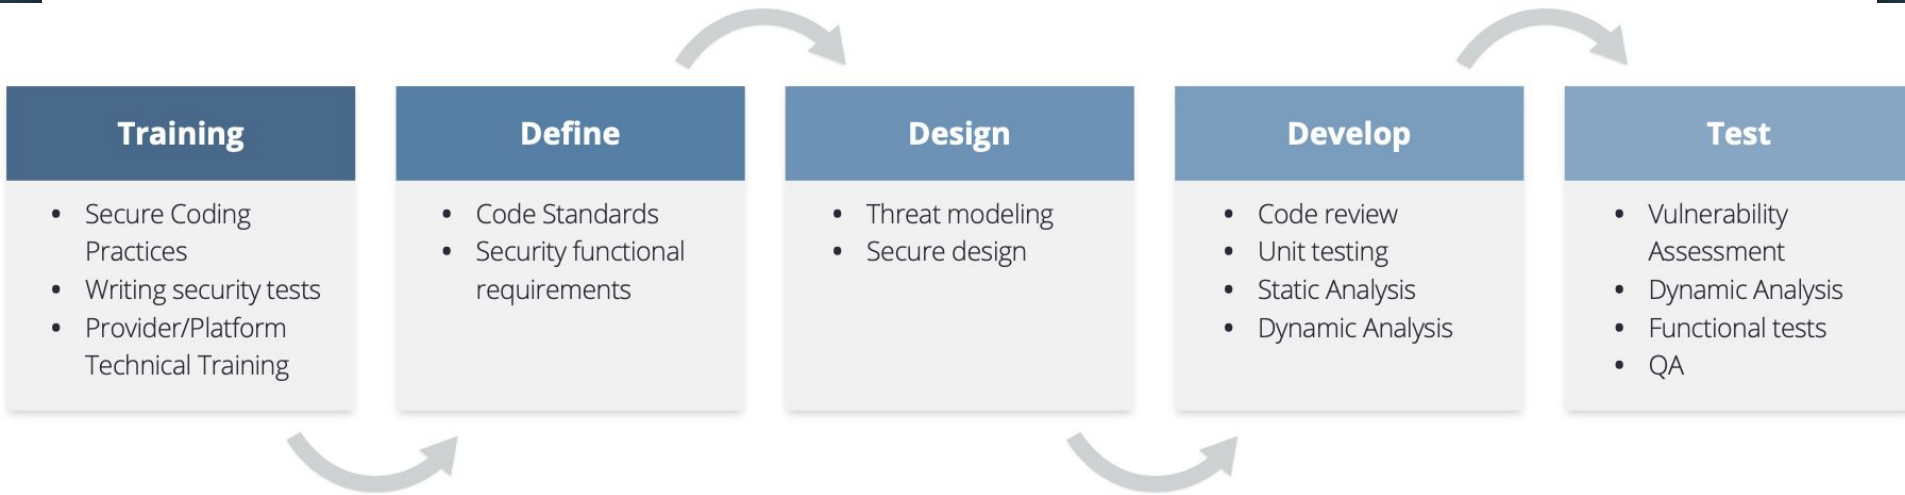 Training
• Secure Coding
Practices
• Writing security tests
• Provider/Platform
Technical Training
Define
• Code Standards
• Security functional
requirements
Design
• Threat modeling
• Secure design
Develop
• Code review
• Unit testing
• Static Analysis
• Dynamic Analysis
Test
• Vulnerability
Assessment
• Dynamic Analysis
• Functional tests
• QA